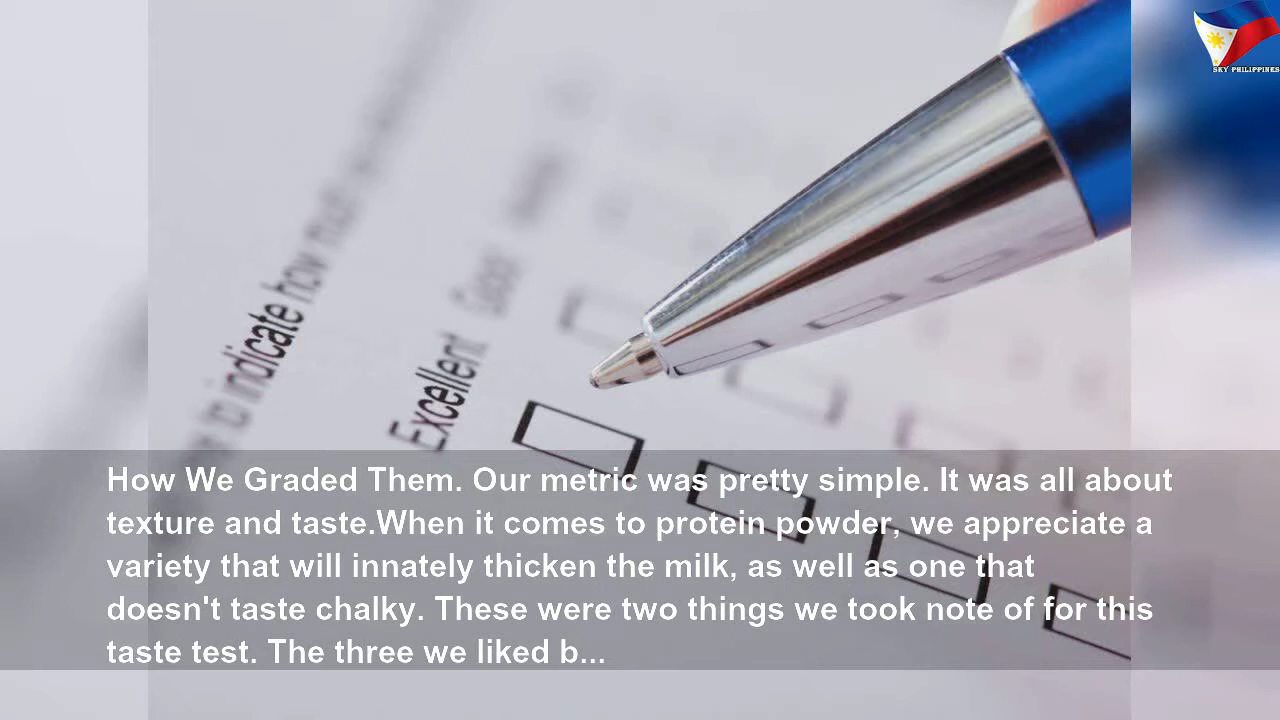 SKY PHILIPPINES
to indicate how much
Excellent Good
How We Graded Them. Our metric was pretty simple. It was all about
texture and taste.When it comes to protein powder, we appreciate a
variety that will innately thicken the milk, as well as one that
doesn't taste chalky. These were two things we took note of for this
taste test. The three we liked b...